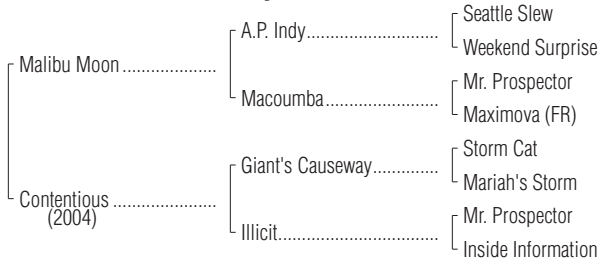 Seattle Slew
A.P. Indy
Weekend Surprise
Malibu Moon
Mr. Prospector
Macoumba
Maximova (FR)
Storm Cat
Giant's Causeway
Mariah's Storm
Contentious
(2004)
Mr. Prospector
Illicit
Inside Information